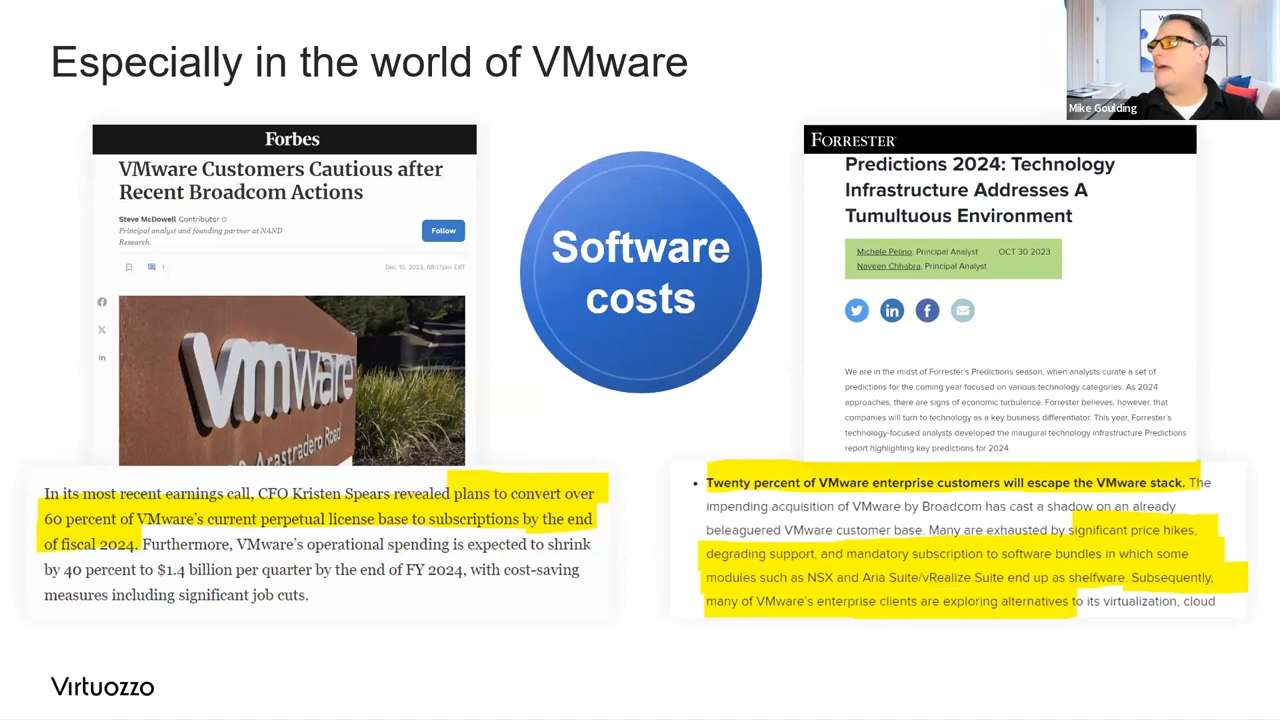 Especially in the world of VMware
Mike Goulding
Forbes
VMware Customers Cautious after
Recent Broadcom Actions
Steve McDowell Contributor
Principal analyst and founding partner at NAND
Research.
Follow
1
Dec 10, 2023, 08:17pm EST
vmware
Arastradero Road
In its most recent earnings call, CFO Kristen Spears revealed plans to convert over
60 percent of VMware's current perpetual license base to subscriptions by the end
of fiscal 2024. Furthermore, VMware's operational spending is expected to shrink
by 40 percent to $1.4 billion per quarter by the end of FY 2024, with cost-saving
measures including significant job cuts.
Software
costs
FORRESTER
Predictions 2024: Technology
Infrastructure Addresses A
Tumultuous Environment
Michele Pelino, Principal Analyst OCT 30 2023
Naveen Chhabra, Principal Analyst
We are in the midst of Forrester's Predictions season, when analysts curate a set of
predictions for the coming year focused on various technology categories. As 2024
approaches, there are signs of economic turbulence. Forrester believes, however, that
companies will turn to technology as a key business differentiator. This year, Forrester's
technology-focused analysts developed the inaugural technology infrastructure Predictions
report highlighting key predictions for 2024.
• Twenty percent of VMware enterprise customers will escape the VMware stack. The
impending acquisition of VMware by Broadcom has cast a shadow on an already
beleaguered VMware customer base. Many are exhausted by significant price hikes,
degrading support, and mandatory subscription to software bundles in which some
modules such as NSX and Aria Suite/vRealize Suite end up as shelfware. Subsequently,
many of VMware's enterprise clients are exploring alternatives to its virtualization, cloud
Virtuozzo